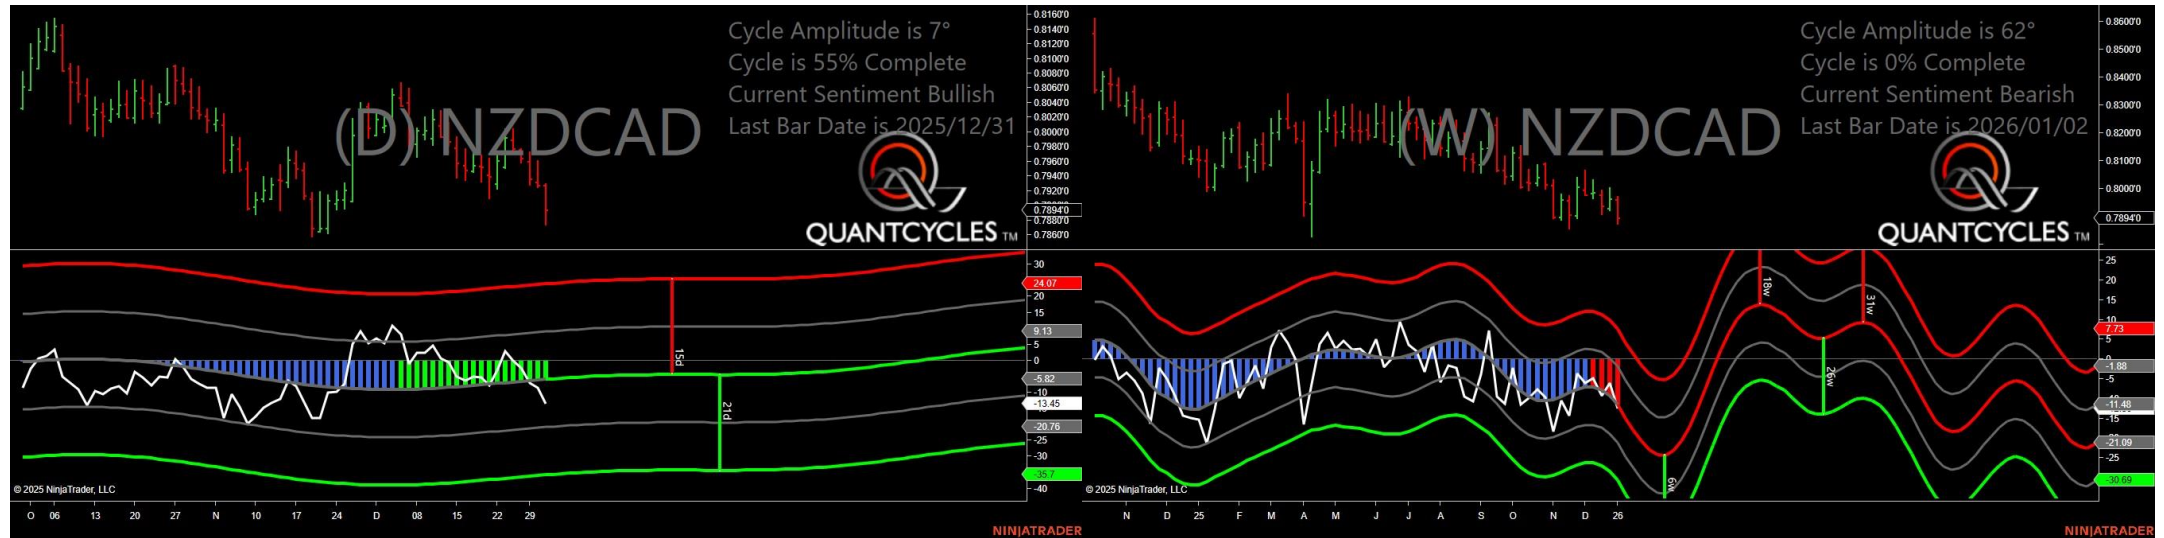 Cycle Amplitude is 7°
Cycle is 55% Complete
Current Sentiment Bullish
Last Bar Date is 2025/12/31
(D) NZDCAD
QUANTCYCLES TM
0.8160'0
0.8140'0
0.8120'0
0.8100'0
0.8080'0
0.8060'0
0.8040'0
0.8020'0
0.8000'0
0.7980'0
0.7960'0
0.7940'0
0.7920'0
0.7894'0
0.7880'0
0.7860'0
30
24.07
20
15
9.13
5
0
-5.82
-10
-13.45
-20.76
-25
-30
-35.7
-40
15d
21d
© 2025 NinjaTrader, LLC
O 06 13 20 27 N 10 17 24 D 08 15 22 29
NINJATRADER
Cycle Amplitude is 62°
Cycle is 0% Complete
Current Sentiment Bearish
Last Bar Date is 2026/01/02
(W) NZDCAD
QUANTCYCLES TM
0.8600'0
0.8500'0
0.8400'0
0.8300'0
0.8200'0
0.8100'0
0.8000'0
0.7894'0
25
20
15
10
7.73
5
0
-1.88
-5
-11.48
-15
-21.09
-25
-30.69
18w
31w
26w
6w
© 2025 NinjaTrader, LLC
N D 25 F M A M J J A S O N D 26
NINJATRADER